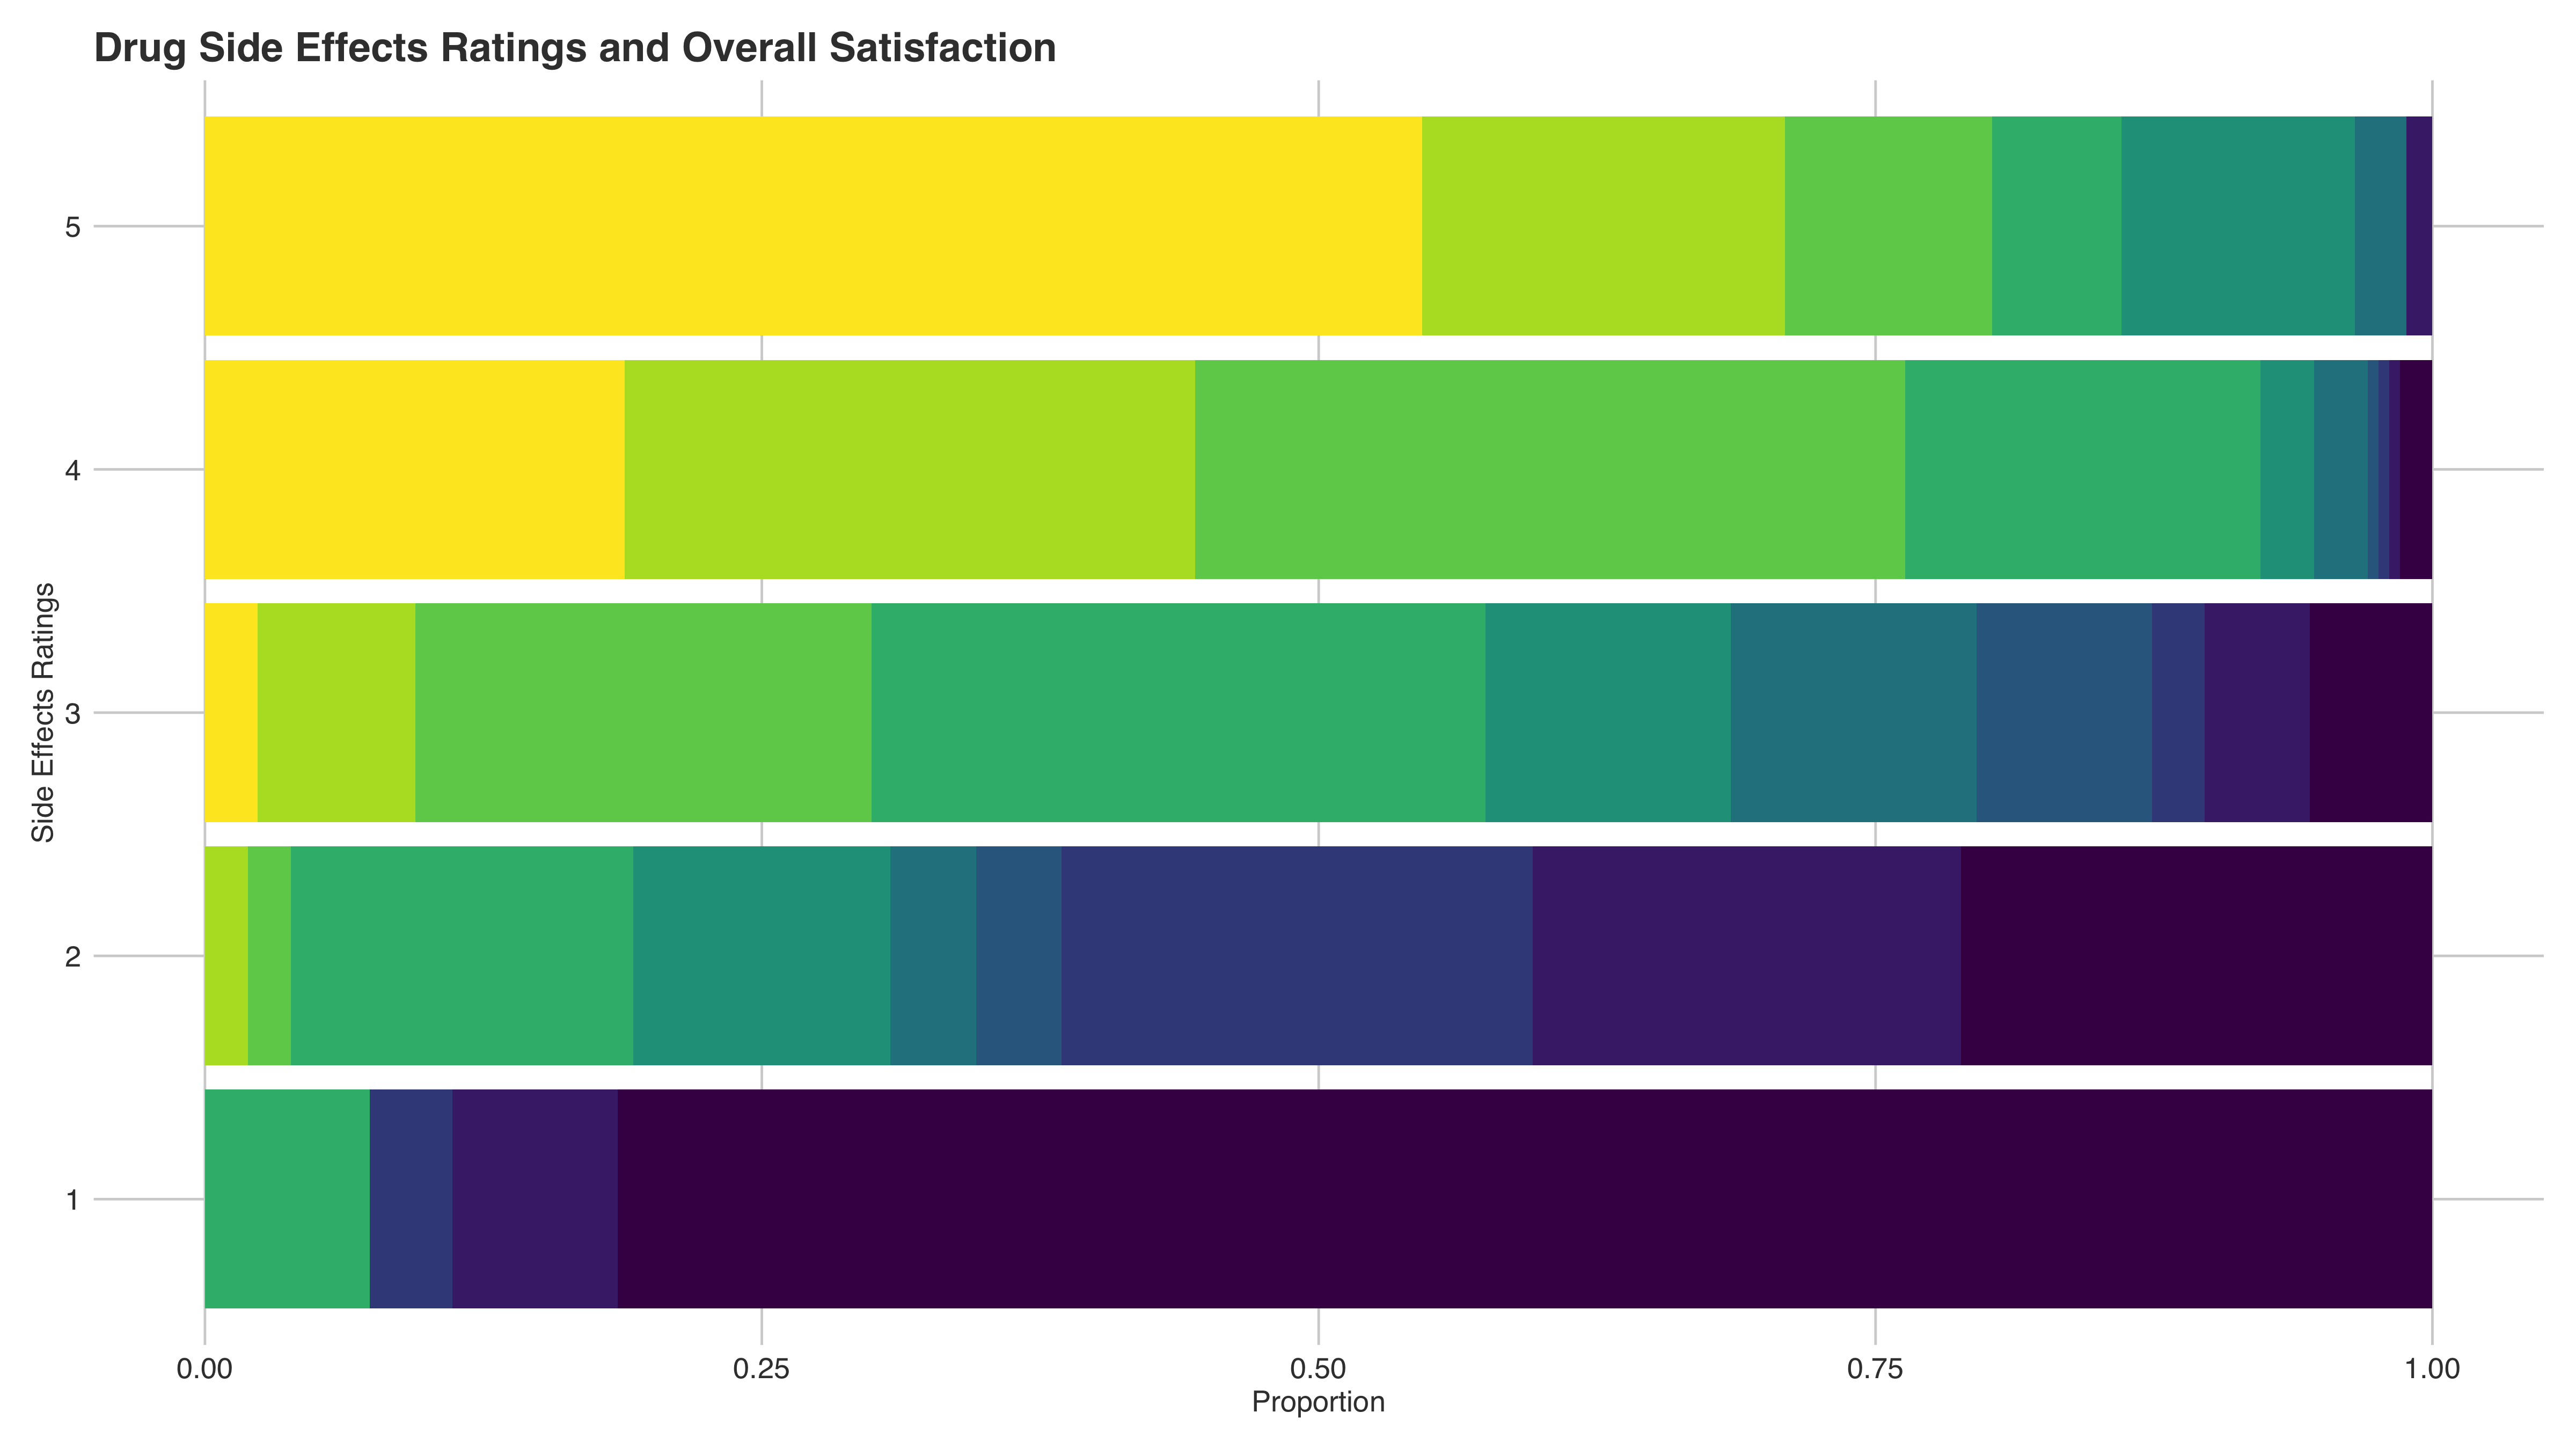 Drug Side Effects Ratings and Overall Satisfaction
5
4
3
2
1
Side Effects Ratings
0.00 0.25 0.50 0.75 1.00
Proportion